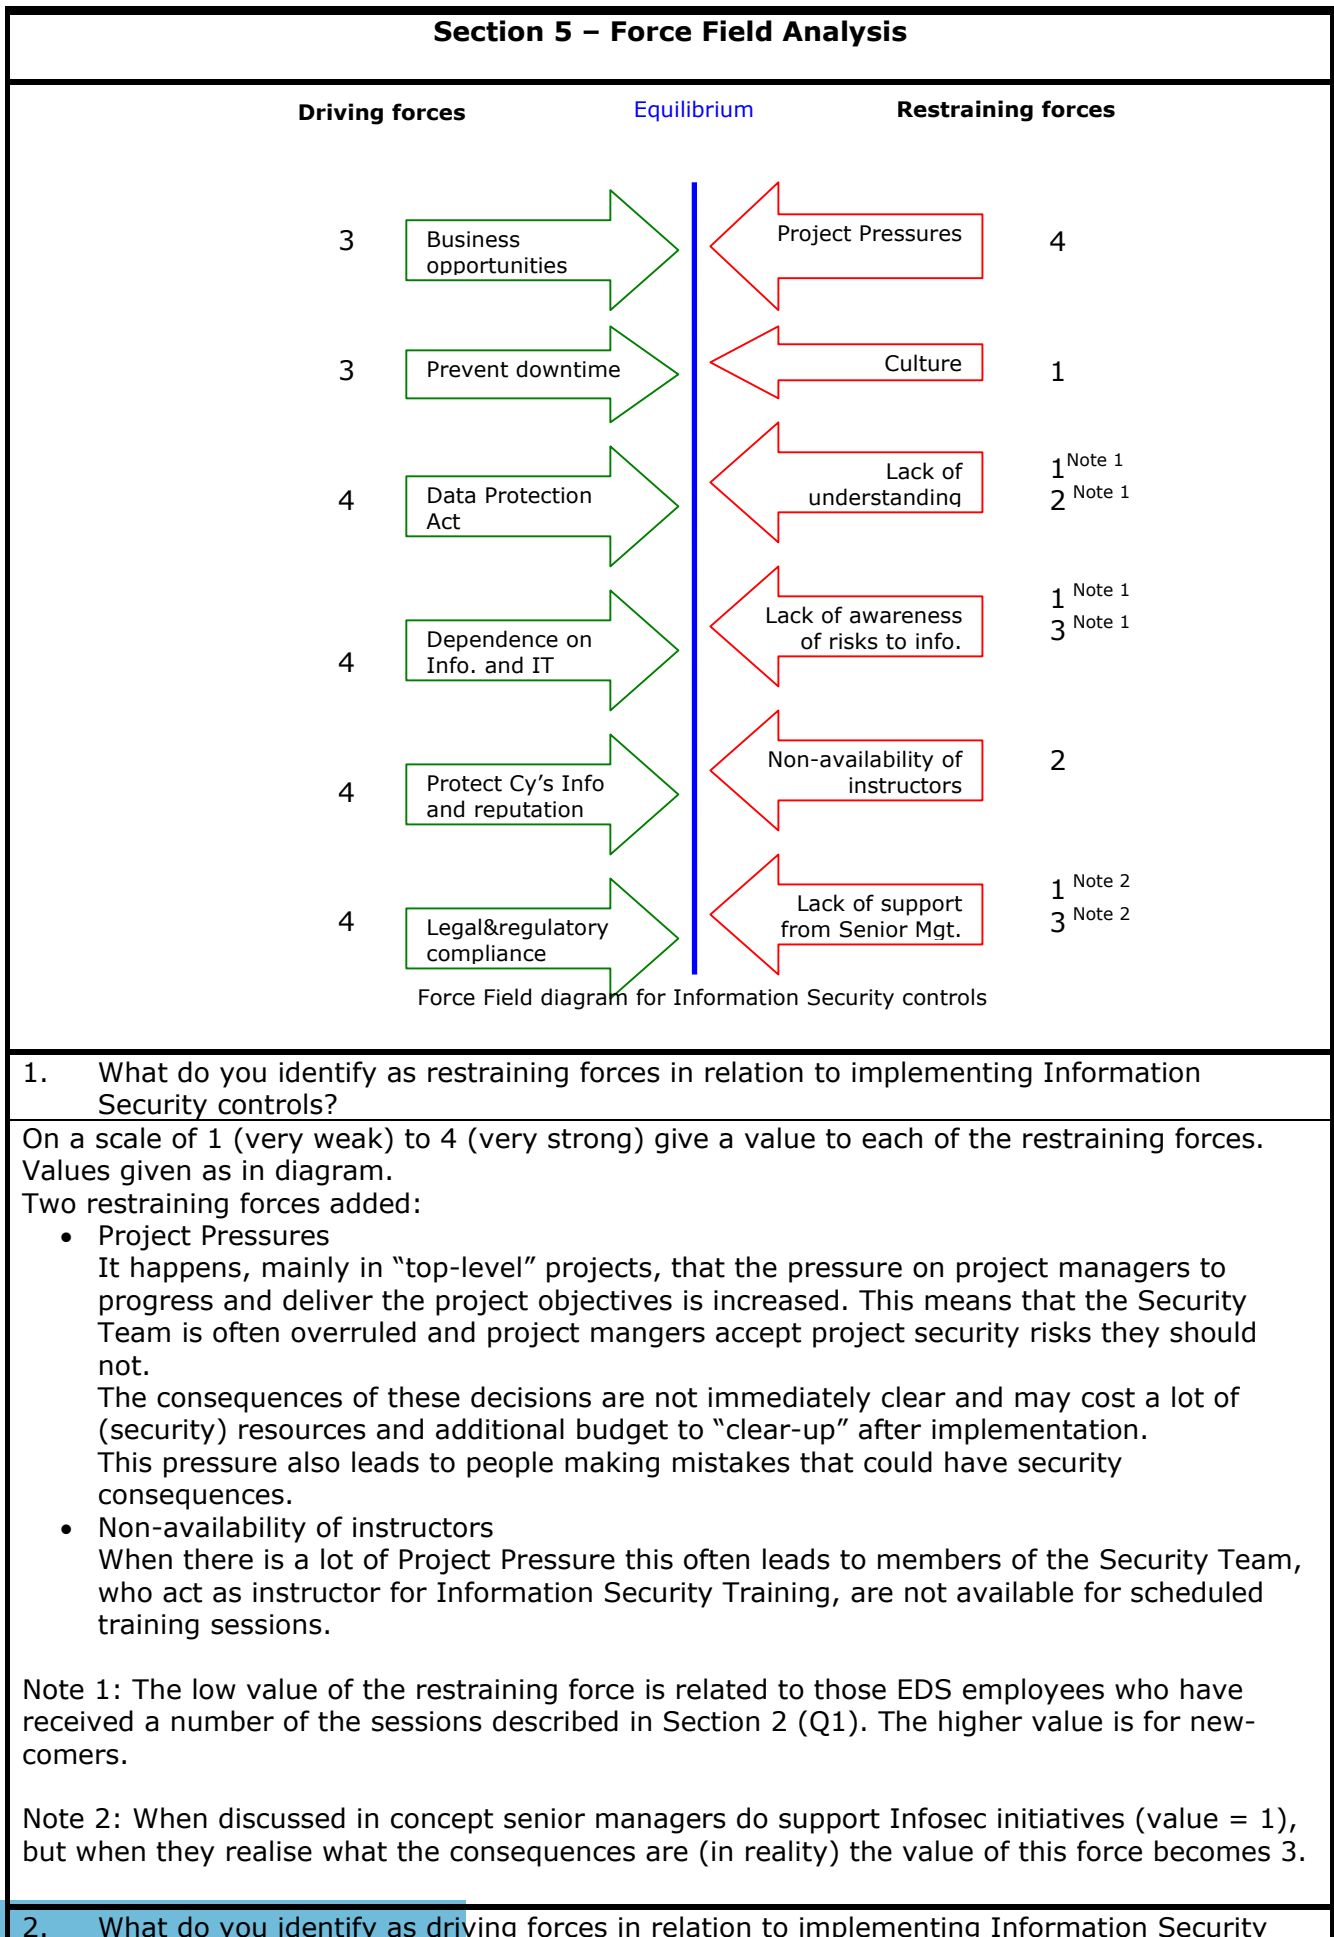 Section 5 – Force Field Analysis
Driving forces
Equilibrium
Restraining forces
3
Business
opportunities
Project Pressures
4
3
Prevent downtime
Culture
1
4
Data Protection
Act
Lack of
understanding
1 Note 1
2 Note 1
4
Dependence on
Info. and IT
Lack of awareness
of risks to info.
1 Note 1
3 Note 1
4
Protect Cy’s Info
and reputation
Non-availability of
instructors
2
4
Legal&regulatory
compliance
Lack of support
from Senior Mgt.
1 Note 2
3 Note 2
Force Field diagram for Information Security controls
1. What do you identify as restraining forces in relation to implementing Information
Security controls?
On a scale of 1 (very weak) to 4 (very strong) give a value to each of the restraining forces.
Values given as in diagram.
Two restraining forces added:
• Project Pressures
It happens, mainly in “top-level” projects, that the pressure on project managers to
progress and deliver the project objectives is increased. This means that the Security
Team is often overruled and project mangers accept project security risks they should
not.
The consequences of these decisions are not immediately clear and may cost a lot of
(security) resources and additional budget to “clear-up” after implementation.
This pressure also leads to people making mistakes that could have security
consequences.
• Non-availability of instructors
When there is a lot of Project Pressure this often leads to members of the Security Team,
who act as instructor for Information Security Training, are not available for scheduled
training sessions.
Note 1: The low value of the restraining force is related to those EDS employees who have
received a number of the sessions described in Section 2 (Q1). The higher value is for new-
comers.
Note 2: When discussed in concept senior managers do support Infosec initiatives (value = 1),
but when they realise what the consequences are (in reality) the value of this force becomes 3.
2. What do you identify as driving forces in relation to implementing Information Security